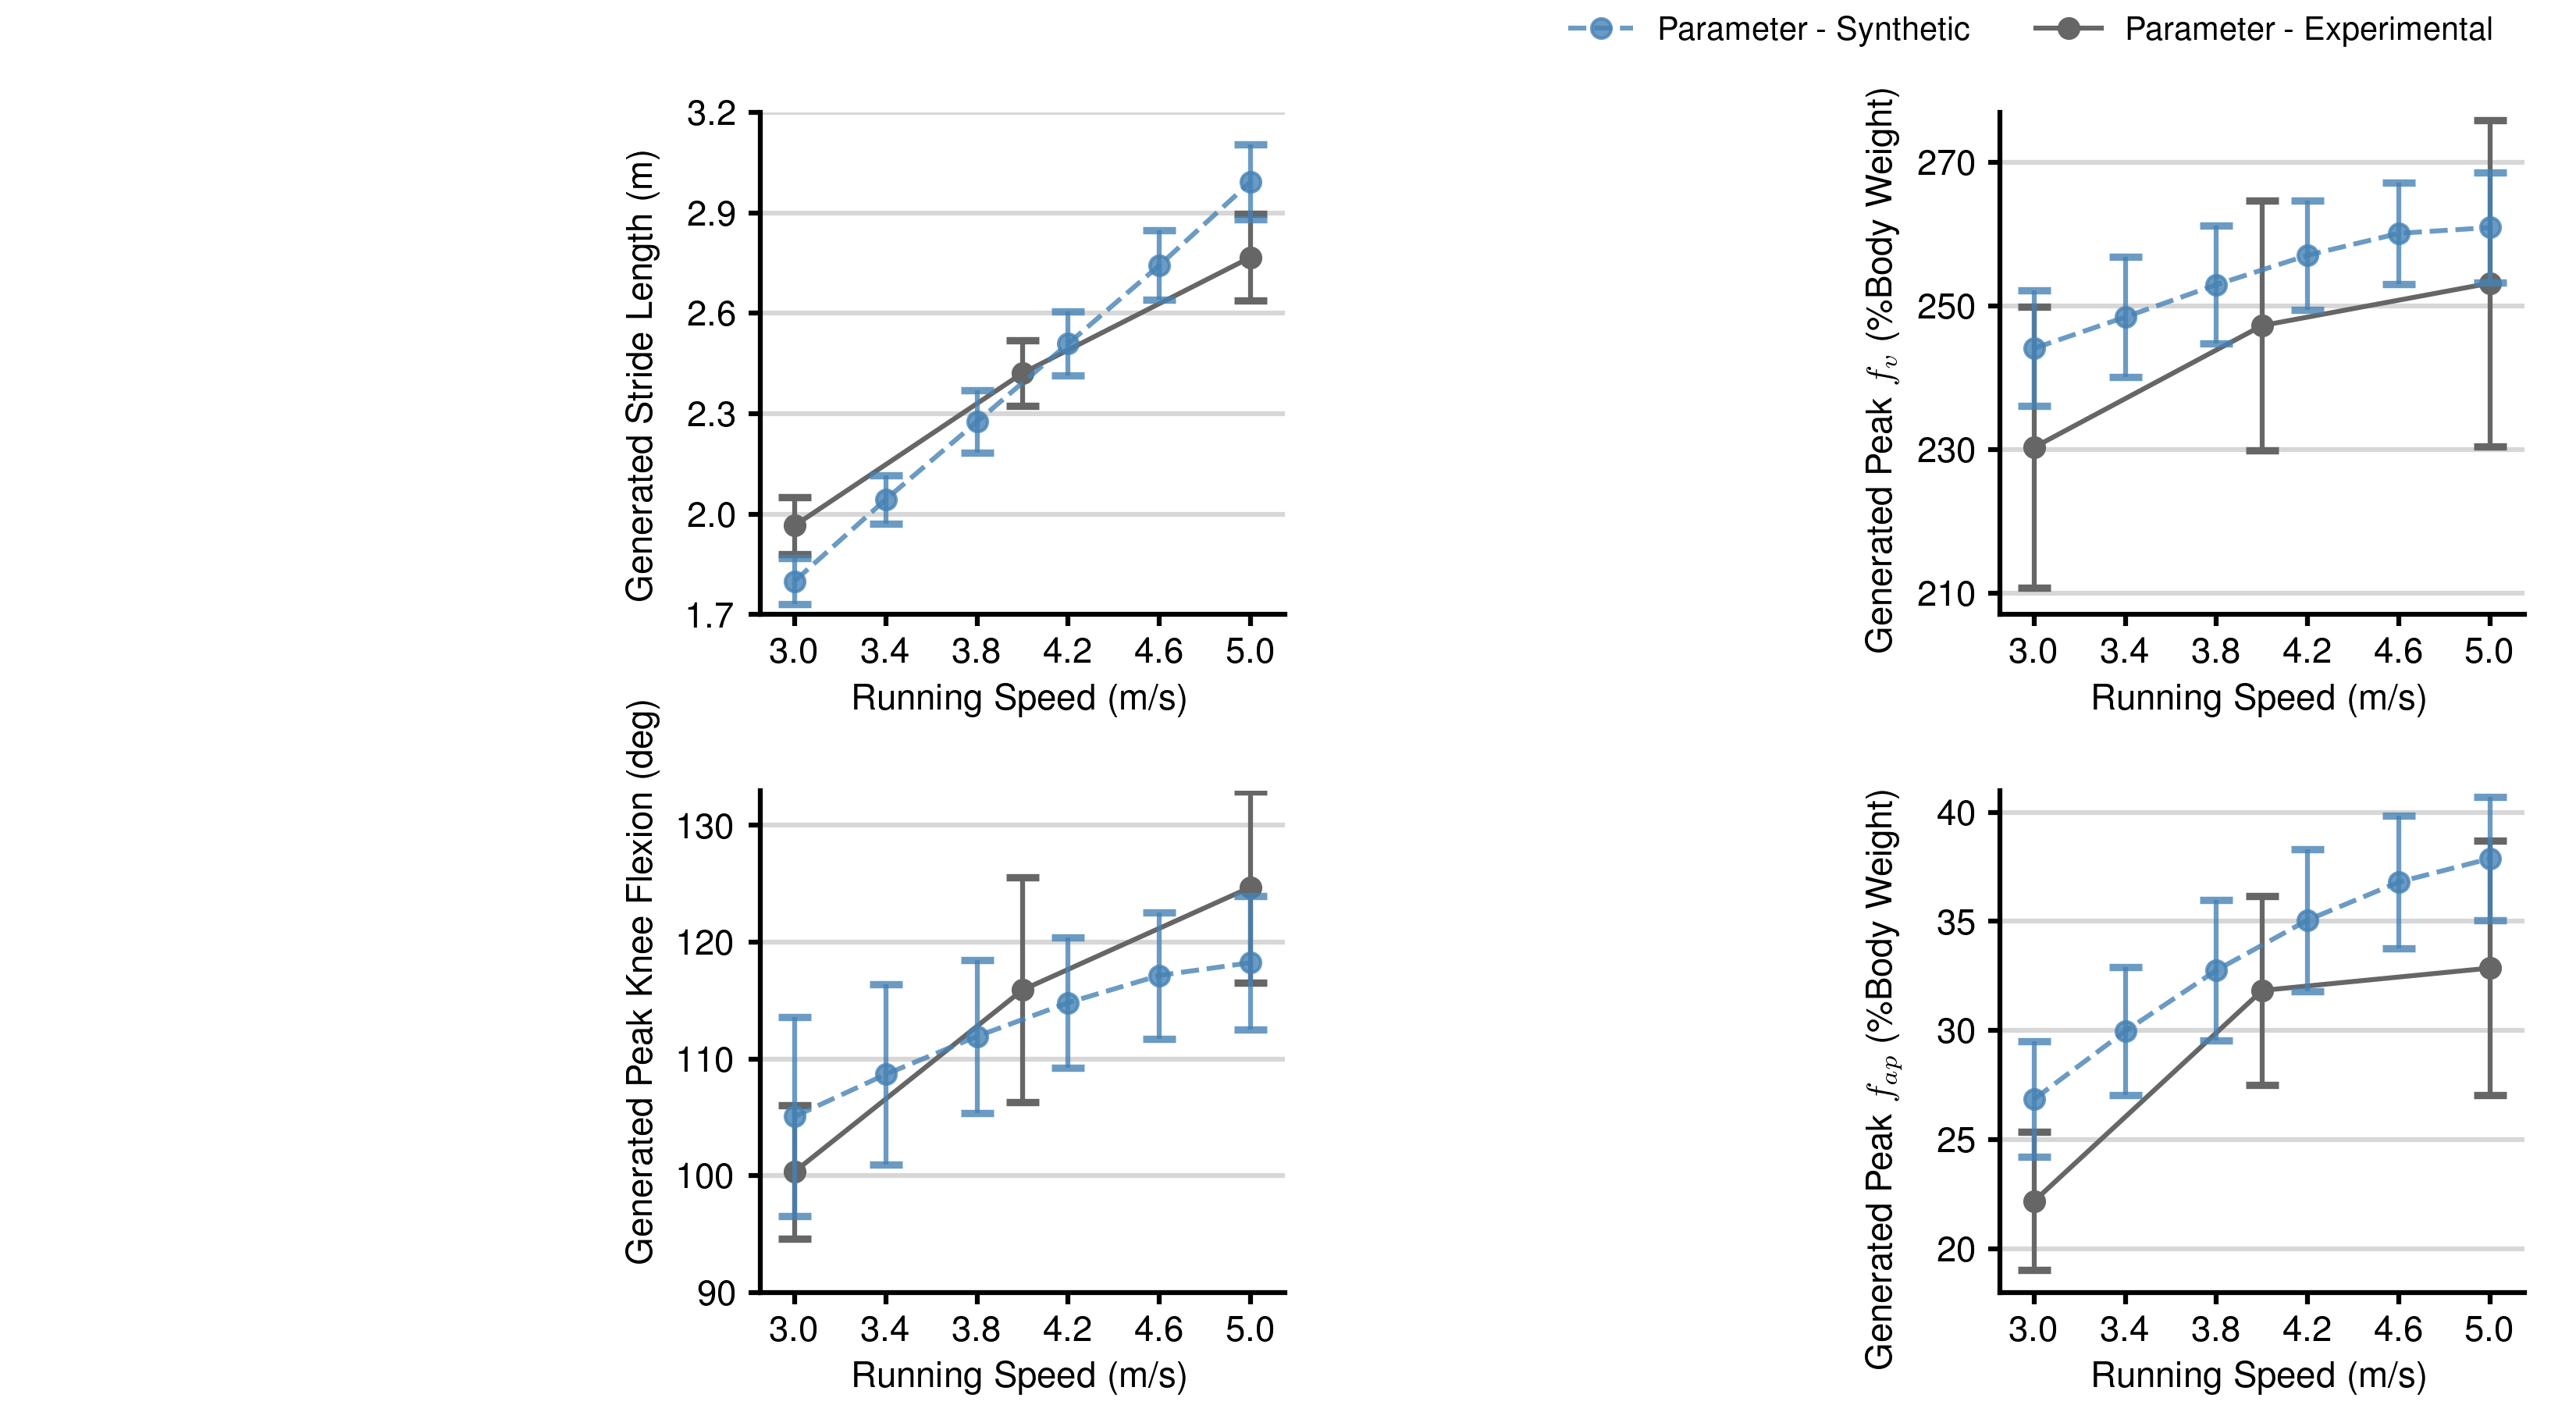 Parameter - Synthetic Parameter - Experimental
Generated Stride Length (m)
3.2
2.9
2.6
2.3
2.0
1.7
3.0 3.4 3.8 4.2 4.6 5.0
Running Speed (m/s)
Generated Peak f_v (%Body Weight)
270
250
230
210
3.0 3.4 3.8 4.2 4.6 5.0
Running Speed (m/s)
Generated Peak Knee Flexion (deg)
130
120
110
100
90
3.0 3.4 3.8 4.2 4.6 5.0
Running Speed (m/s)
Generated Peak f_{ap} (%Body Weight)
40
35
30
25
20
3.0 3.4 3.8 4.2 4.6 5.0
Running Speed (m/s)